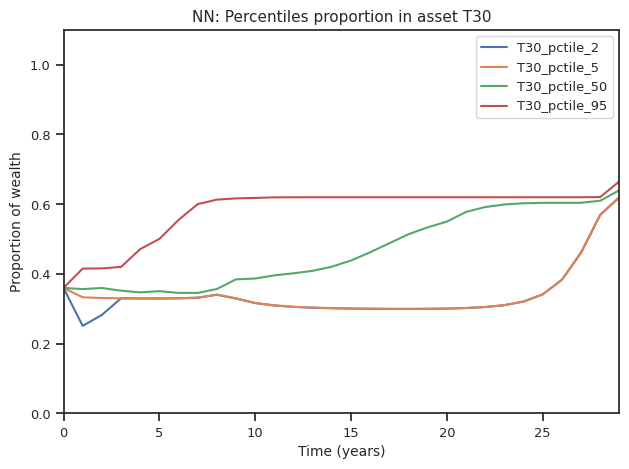 NN: Percentiles proportion in asset T30
T30_pctile_2
T30_pctile_5
T30_pctile_50
T30_pctile_95
Proportion of wealth
1.0
0.8
0.6
0.4
0.2
0.0
0 5 10 15 20 25
Time (years)